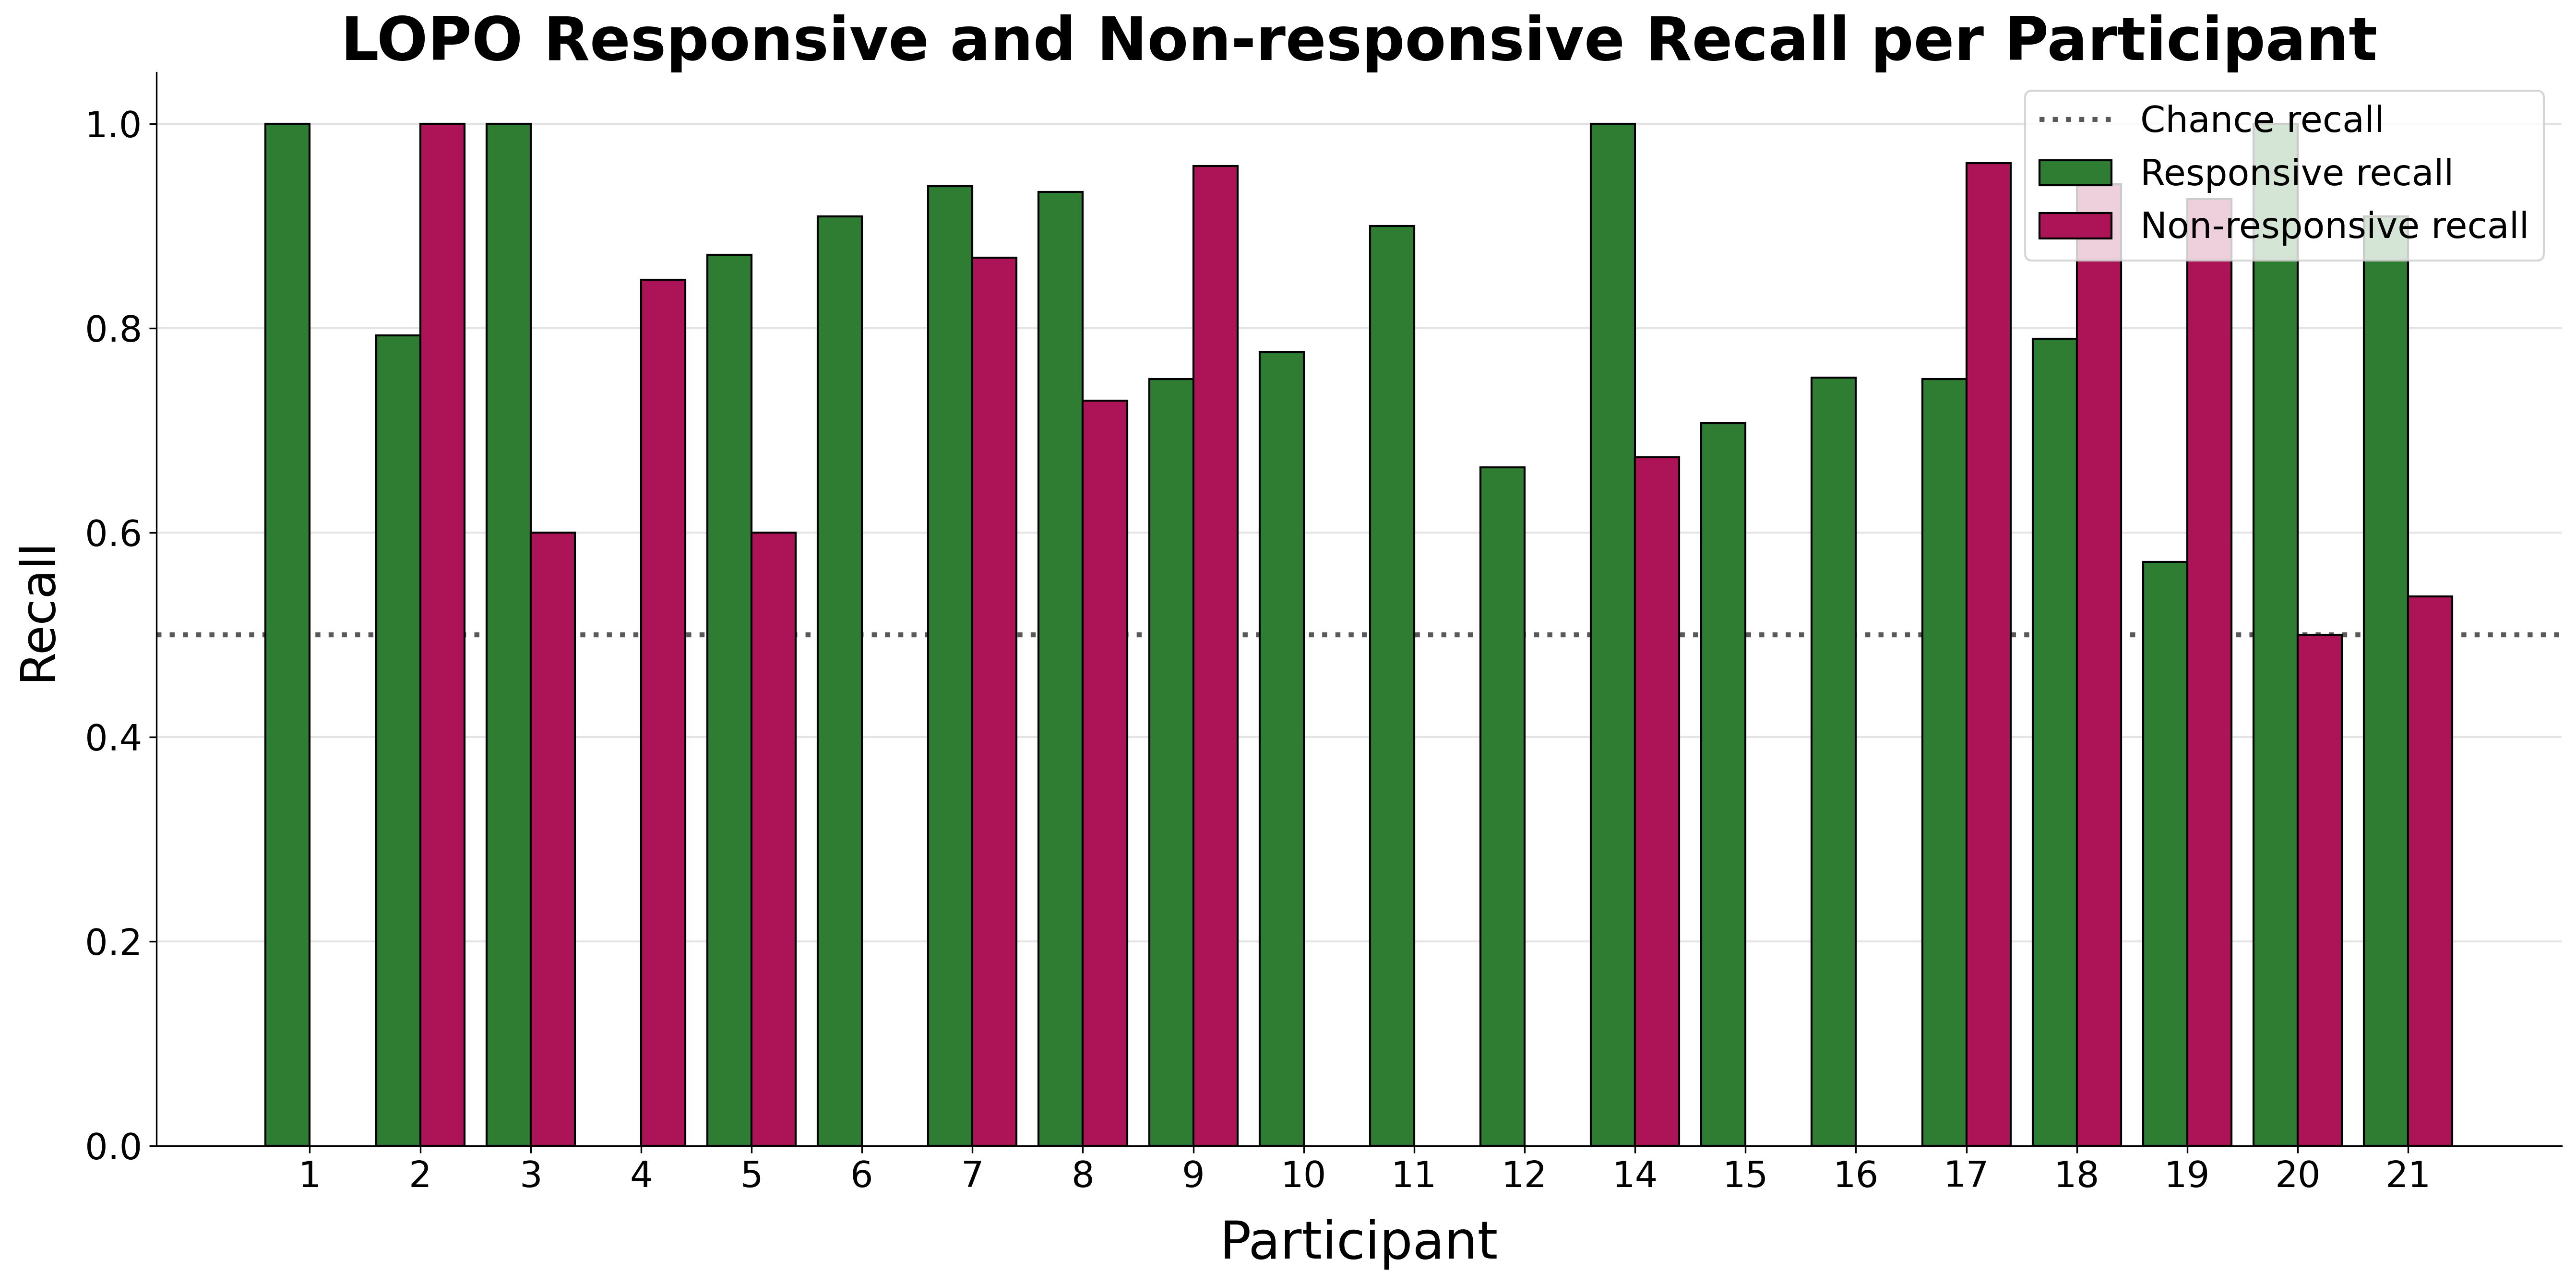 LOPO Responsive and Non-responsive Recall per Participant
Chance recall
Responsive recall
Non-responsive recall
Recall
1.0
0.8
0.6
0.4
0.2
0.0
1 2 3 4 5 6 7 8 9 10 11 12 14 15 16 17 18 19 20 21
Participant